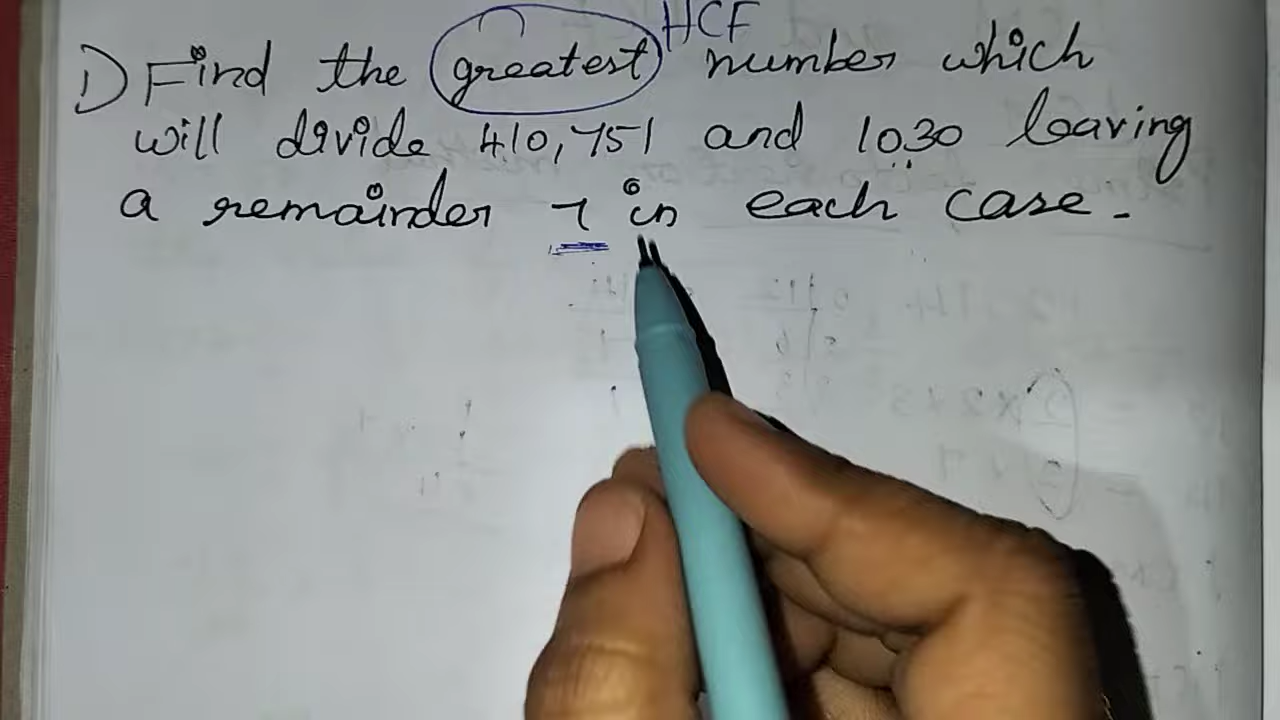 HCF
1) Find the greatest number which
will divide 410, 751 and 1030 leaving
a remainder 7 in each case.